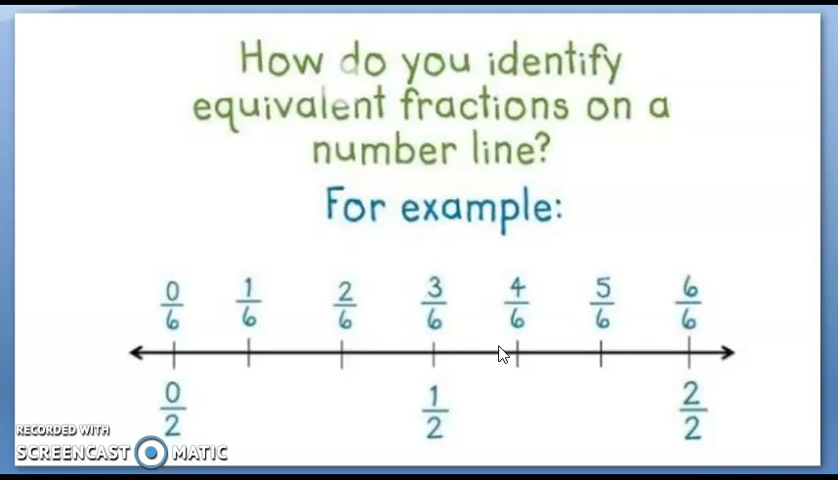 How do you identify
equivalent fractions on a
number line?
For example:
0/6 1/6 2/6 3/6 4/6 5/6 6/6
0/2 1/2 2/2
RECORDED WITH
SCREENCAST MATIC